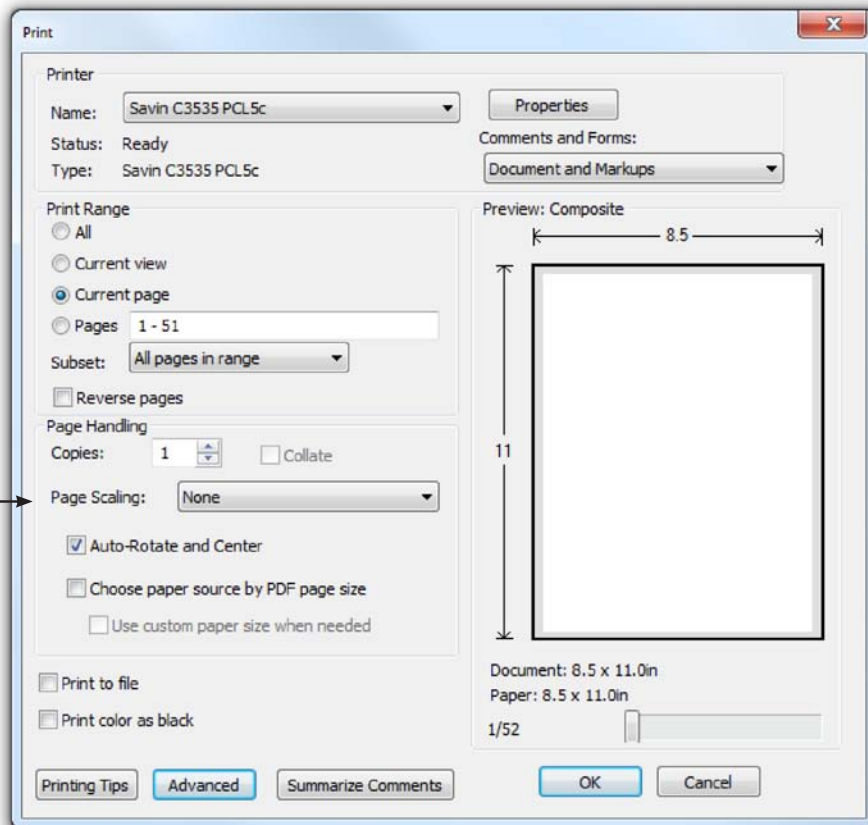 Print
Printer
Name: Savin C3535 PCL5c
Properties
Status: Ready
Comments and Forms:
Type: Savin C3535 PCL5c
Document and Markups
Print Range
All
Current view
Current page
Pages 1 - 51
Subset: All pages in range
Reverse pages
Page Handling
Copies: 1 Collate
Page Scaling: None
Auto-Rotate and Center
Choose paper source by PDF page size
Use custom paper size when needed
Print to file
Print color as black
Preview: Composite
8.5
11
Document: 8.5 x 11.0in
Paper: 8.5 x 11.0in
1/52
Printing Tips Advanced Summarize Comments OK Cancel